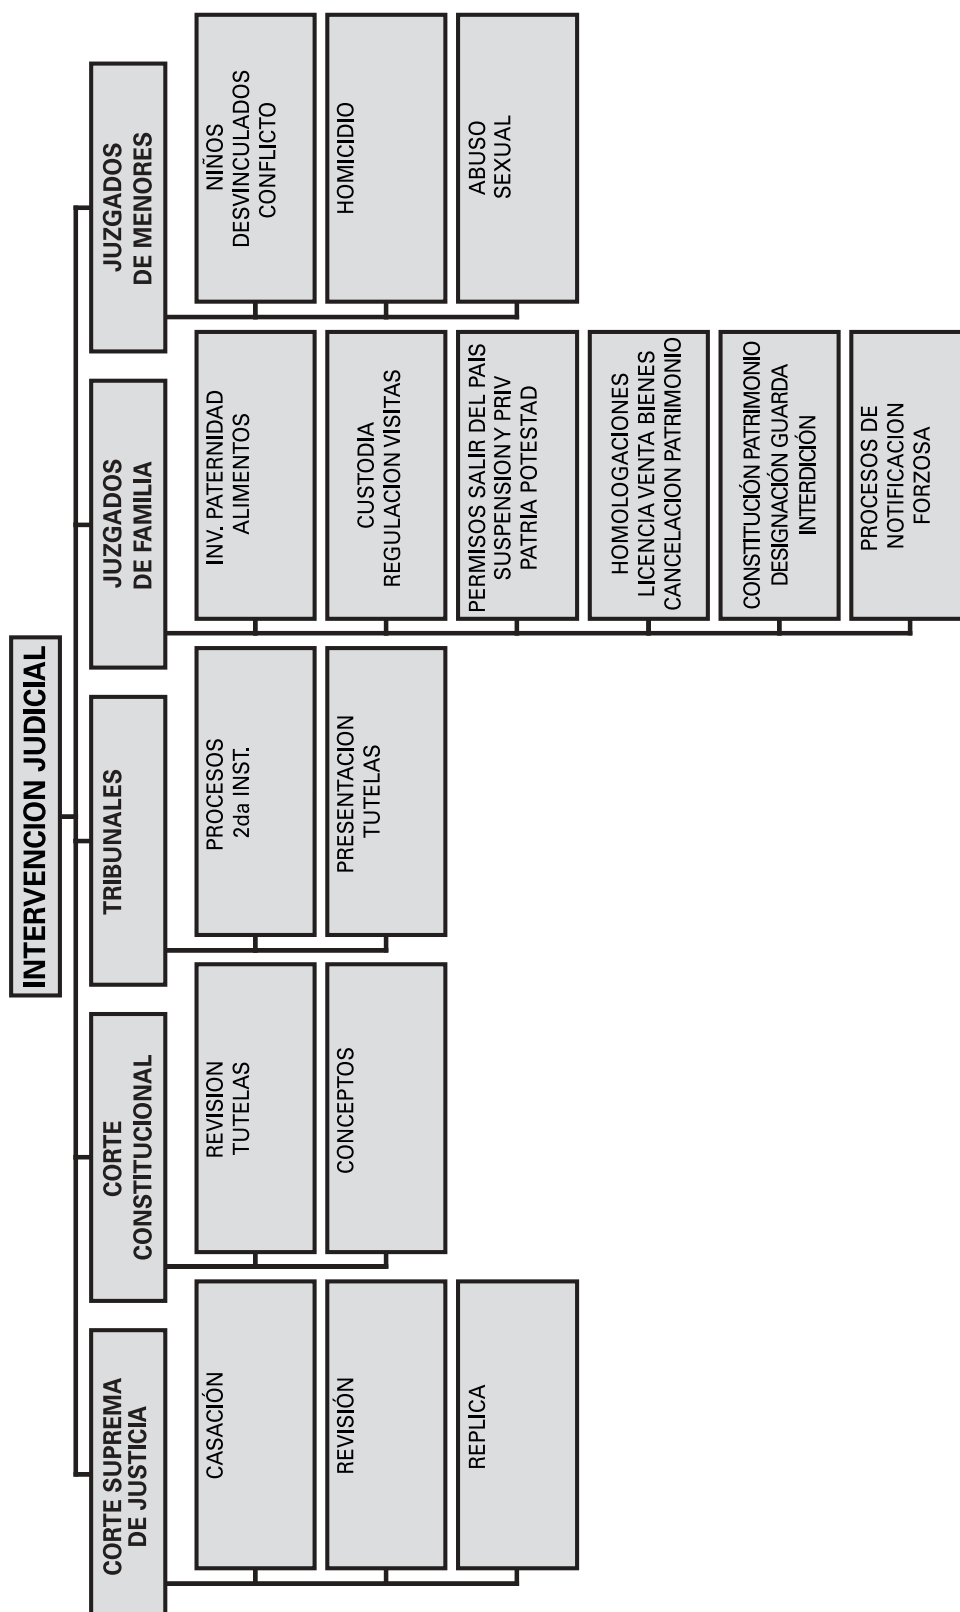 INTERVENCION JUDICIAL
CORTE SUPREMA
DE JUSTICIA
CASACIÓN
REVISIÓN
REPLICA
CORTE
CONSTITUCIONAL
REVISION
TUTELAS
CONCEPTOS
TRIBUNALES
PROCESOS
2da INST.
PRESENTACION
TUTELAS
JUZGADOS
DE FAMILIA
INV. PATERNIDAD
ALIMENTOS
CUSTODIA
REGULACION VISITAS
PERMISOS SALIR DEL PAIS
SUSPENSION Y PRIV
PATRIA POTESTAD
HOMOLOGACIONES
LICENCIA VENTA BIENES
CANCELACION PATRIMONIO
CONSTITUCIÓN PATRIMONIO
DESIGNACIÓN GUARDA
INTERDICIÓN
PROCESOS DE
NOTIFICACION
FORZOSA
JUZGADOS
DE MENORES
NIÑOS
DESVINCULADOS
CONFLICTO
HOMICIDIO
ABUSO
SEXUAL